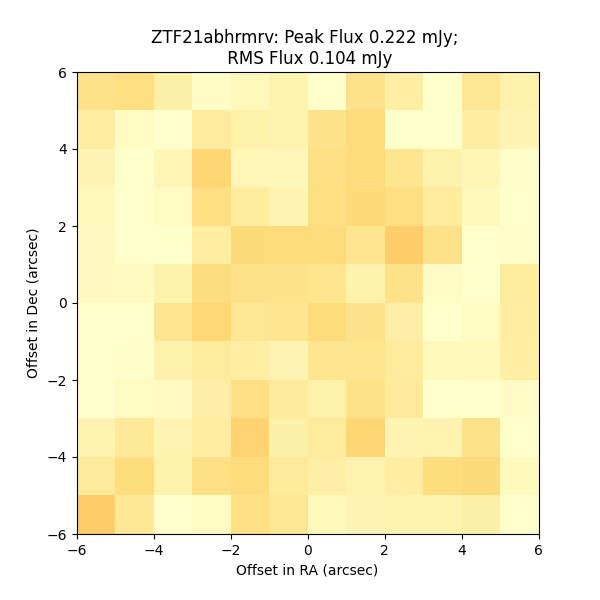 ZTF21abhrmrv: Peak Flux 0.222 mJy;
RMS Flux 0.104 mJy
6
4
2
0
−2
−4
−6
Offset in Dec (arcsec)
−6 −4 −2 0 2 4 6
Offset in RA (arcsec)